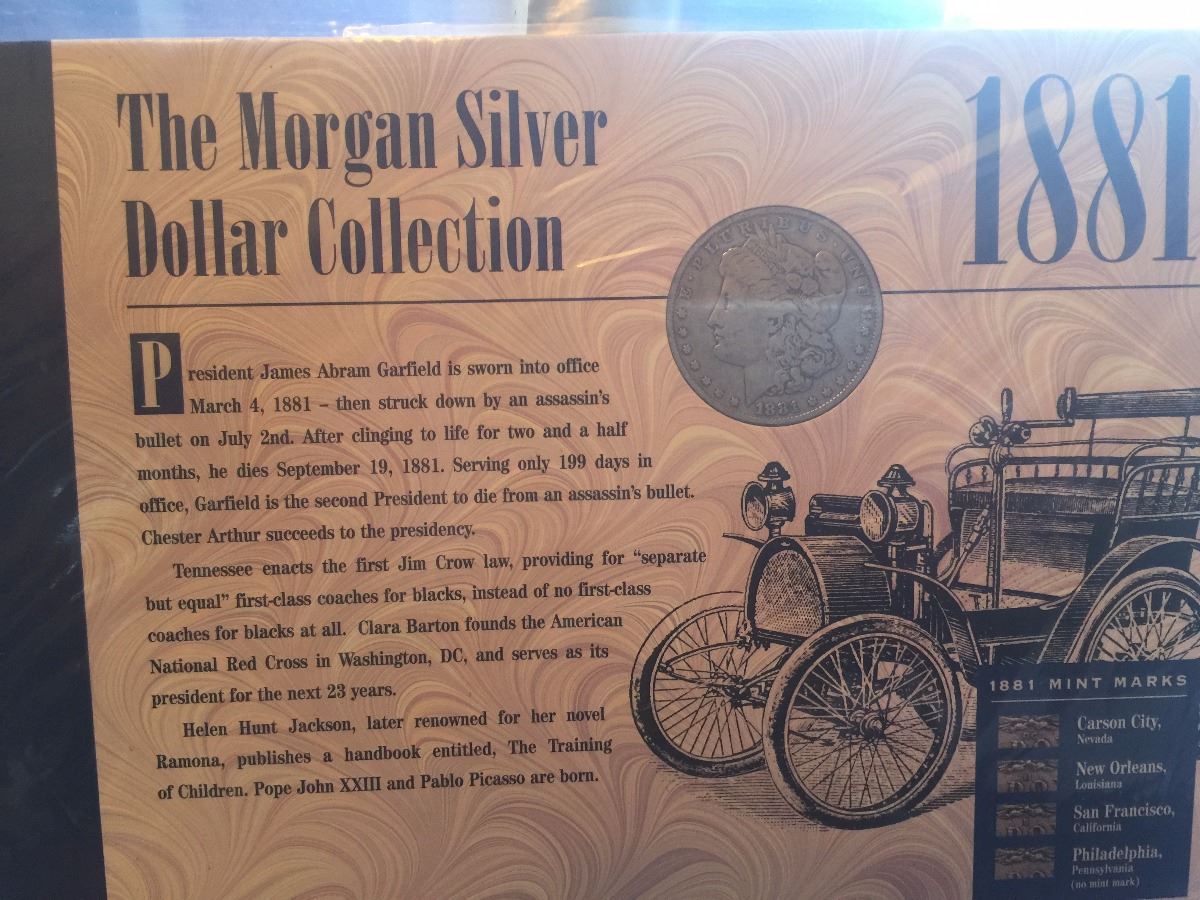 The Morgan Silver
Dollar Collection
1881
E·PLURIBUS·UNUM
1881
President James Abram Garfield is sworn into office
March 4, 1881 – then struck down by an assassin's
bullet on July 2nd. After clinging to life for two and a half
months, he dies September 19, 1881. Serving only 199 days in
office, Garfield is the second President to die from an assassin's bullet.
Chester Arthur succeeds to the presidency.
Tennessee enacts the first Jim Crow law, providing for “separate
but equal” first-class coaches for blacks, instead of no first-class
coaches for blacks at all. Clara Barton founds the American
National Red Cross in Washington, DC, and serves as its
president for the next 23 years.
Helen Hunt Jackson, later renowned for her novel
Ramona, publishes a handbook entitled, The Training
of Children. Pope John XXIII and Pablo Picasso are born.
1881 MINT MARKS
Carson City,
Nevada
New Orleans,
Louisiana
San Francisco,
California
Philadelphia,
Pennsylvania
(no mint mark)